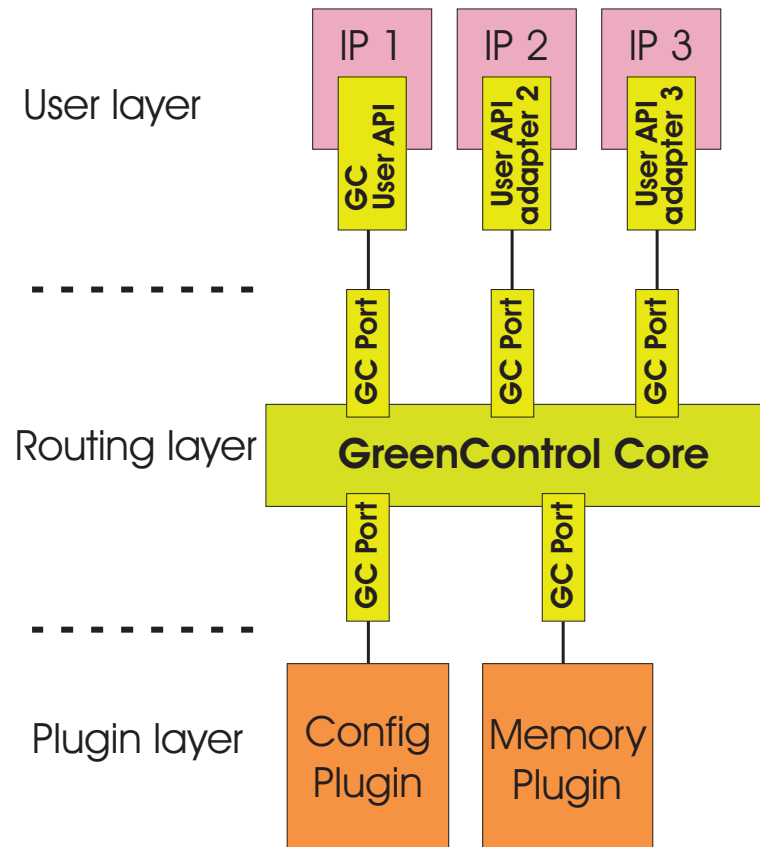 IP 1
IP 2
IP 3
User layer
GC
User API
User API
adapter 2
User API
adapter 3
GC Port
GC Port
GC Port
Routing layer
GreenControl Core
GC Port
GC Port
Plugin layer
Config
Plugin
Memory
Plugin